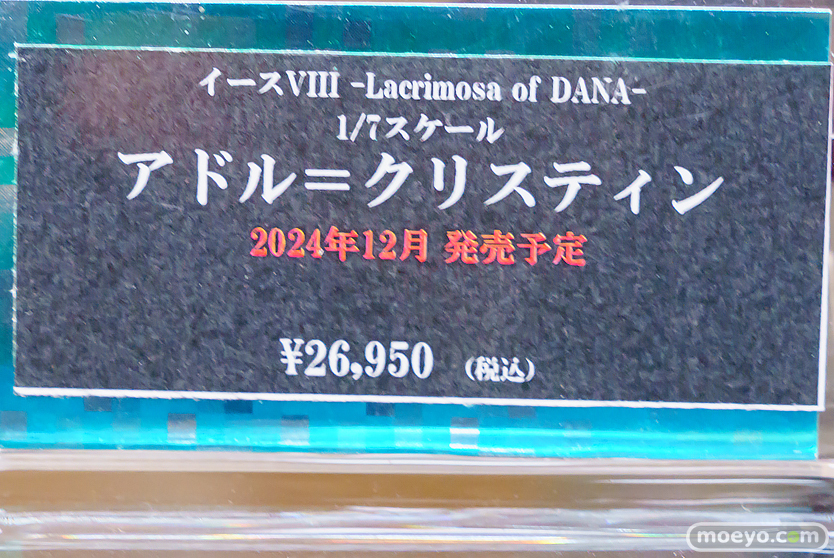 イースVIII -Lacrimosa of DANA-
1/7スケール
アドル＝クリスティン
2024年12月 発売予定
¥26,950 (税込)
moeyo.com